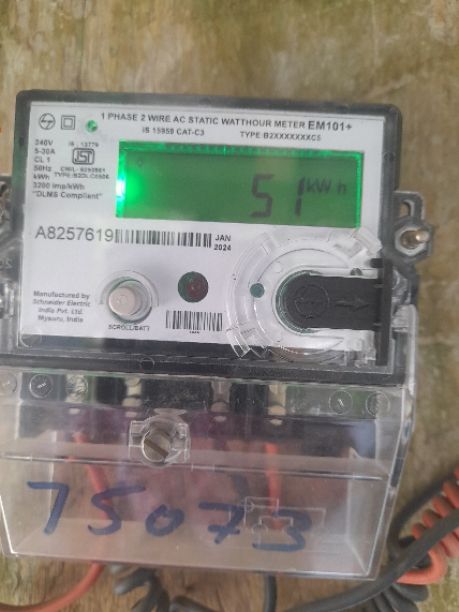 1 PHASE 2 WIRE AC STATIC WATTHOUR METER EM101+
IS 15959 CAT-C3 TYPE:B2XXXXXXXC5
240V
5-30A
CL 1
50Hz
kWh
3200 imp/kWh
"DLMS Compliant"
IS : 13779
51 kWh
A8257619
JAN
2024
Manufactured by
Schneider Electric
India Pvt. Ltd.
Mysuru, India
SCROLL/BATT
75073